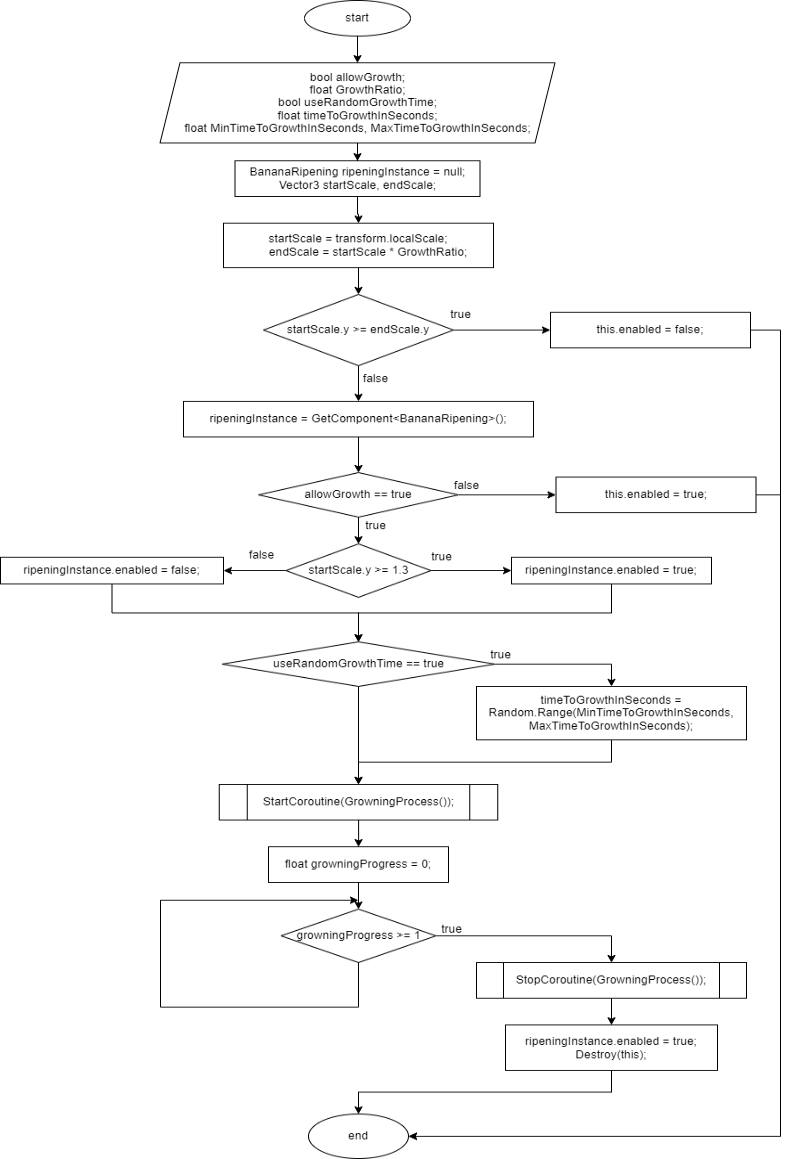 start
bool allowGrowth;
float GrowthRatio;
bool useRandomGrowthTime;
float timeToGrowthInSeconds;
float MinTimeToGrowthInSeconds, MaxTimeToGrowthInSeconds;
BananaRipening ripeningInstance = null;
Vector3 startScale, endScale;
startScale = transform.localScale;
endScale = startScale * GrowthRatio;
startScale.y >= endScale.y
true
this.enabled = false;
false
ripeningInstance = GetComponent<BananaRipening>();
allowGrowth == true
false
this.enabled = true;
true
startScale.y >= 1.3
false
ripeningInstance.enabled = false;
true
ripeningInstance.enabled = true;
useRandomGrowthTime == true
true
timeToGrowthInSeconds =
Random.Range(MinTimeToGrowthInSeconds,
MaxTimeToGrowthInSeconds);
StartCoroutine(GrowningProcess());
float growningProgress = 0;
growningProgress >= 1
true
StopCoroutine(GrowningProcess());
ripeningInstance.enabled = true;
Destroy(this);
end